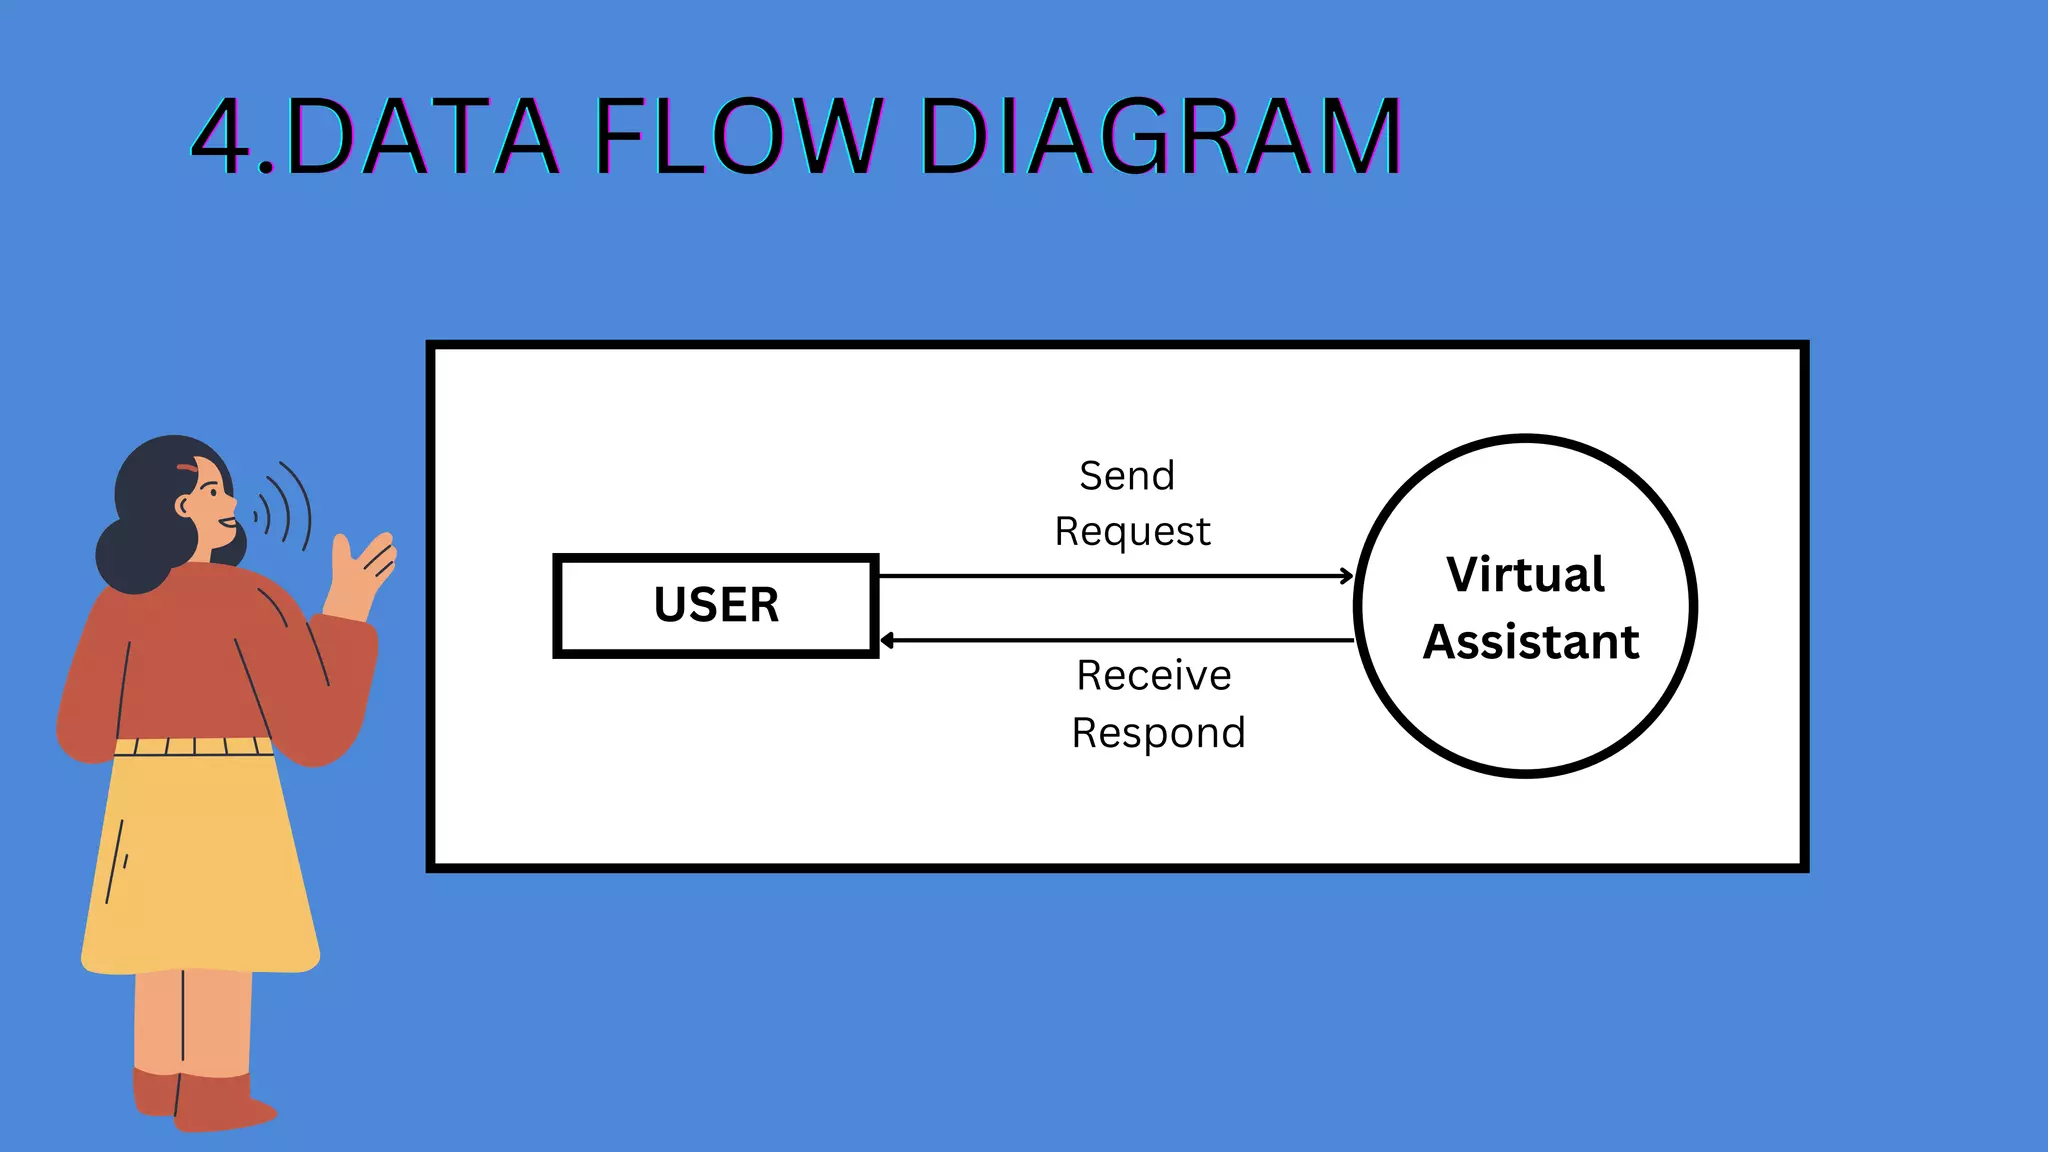 4.DATA FLOW DIAGRAM
Send
Request
USER
Virtual
Assistant
Receive
Respond